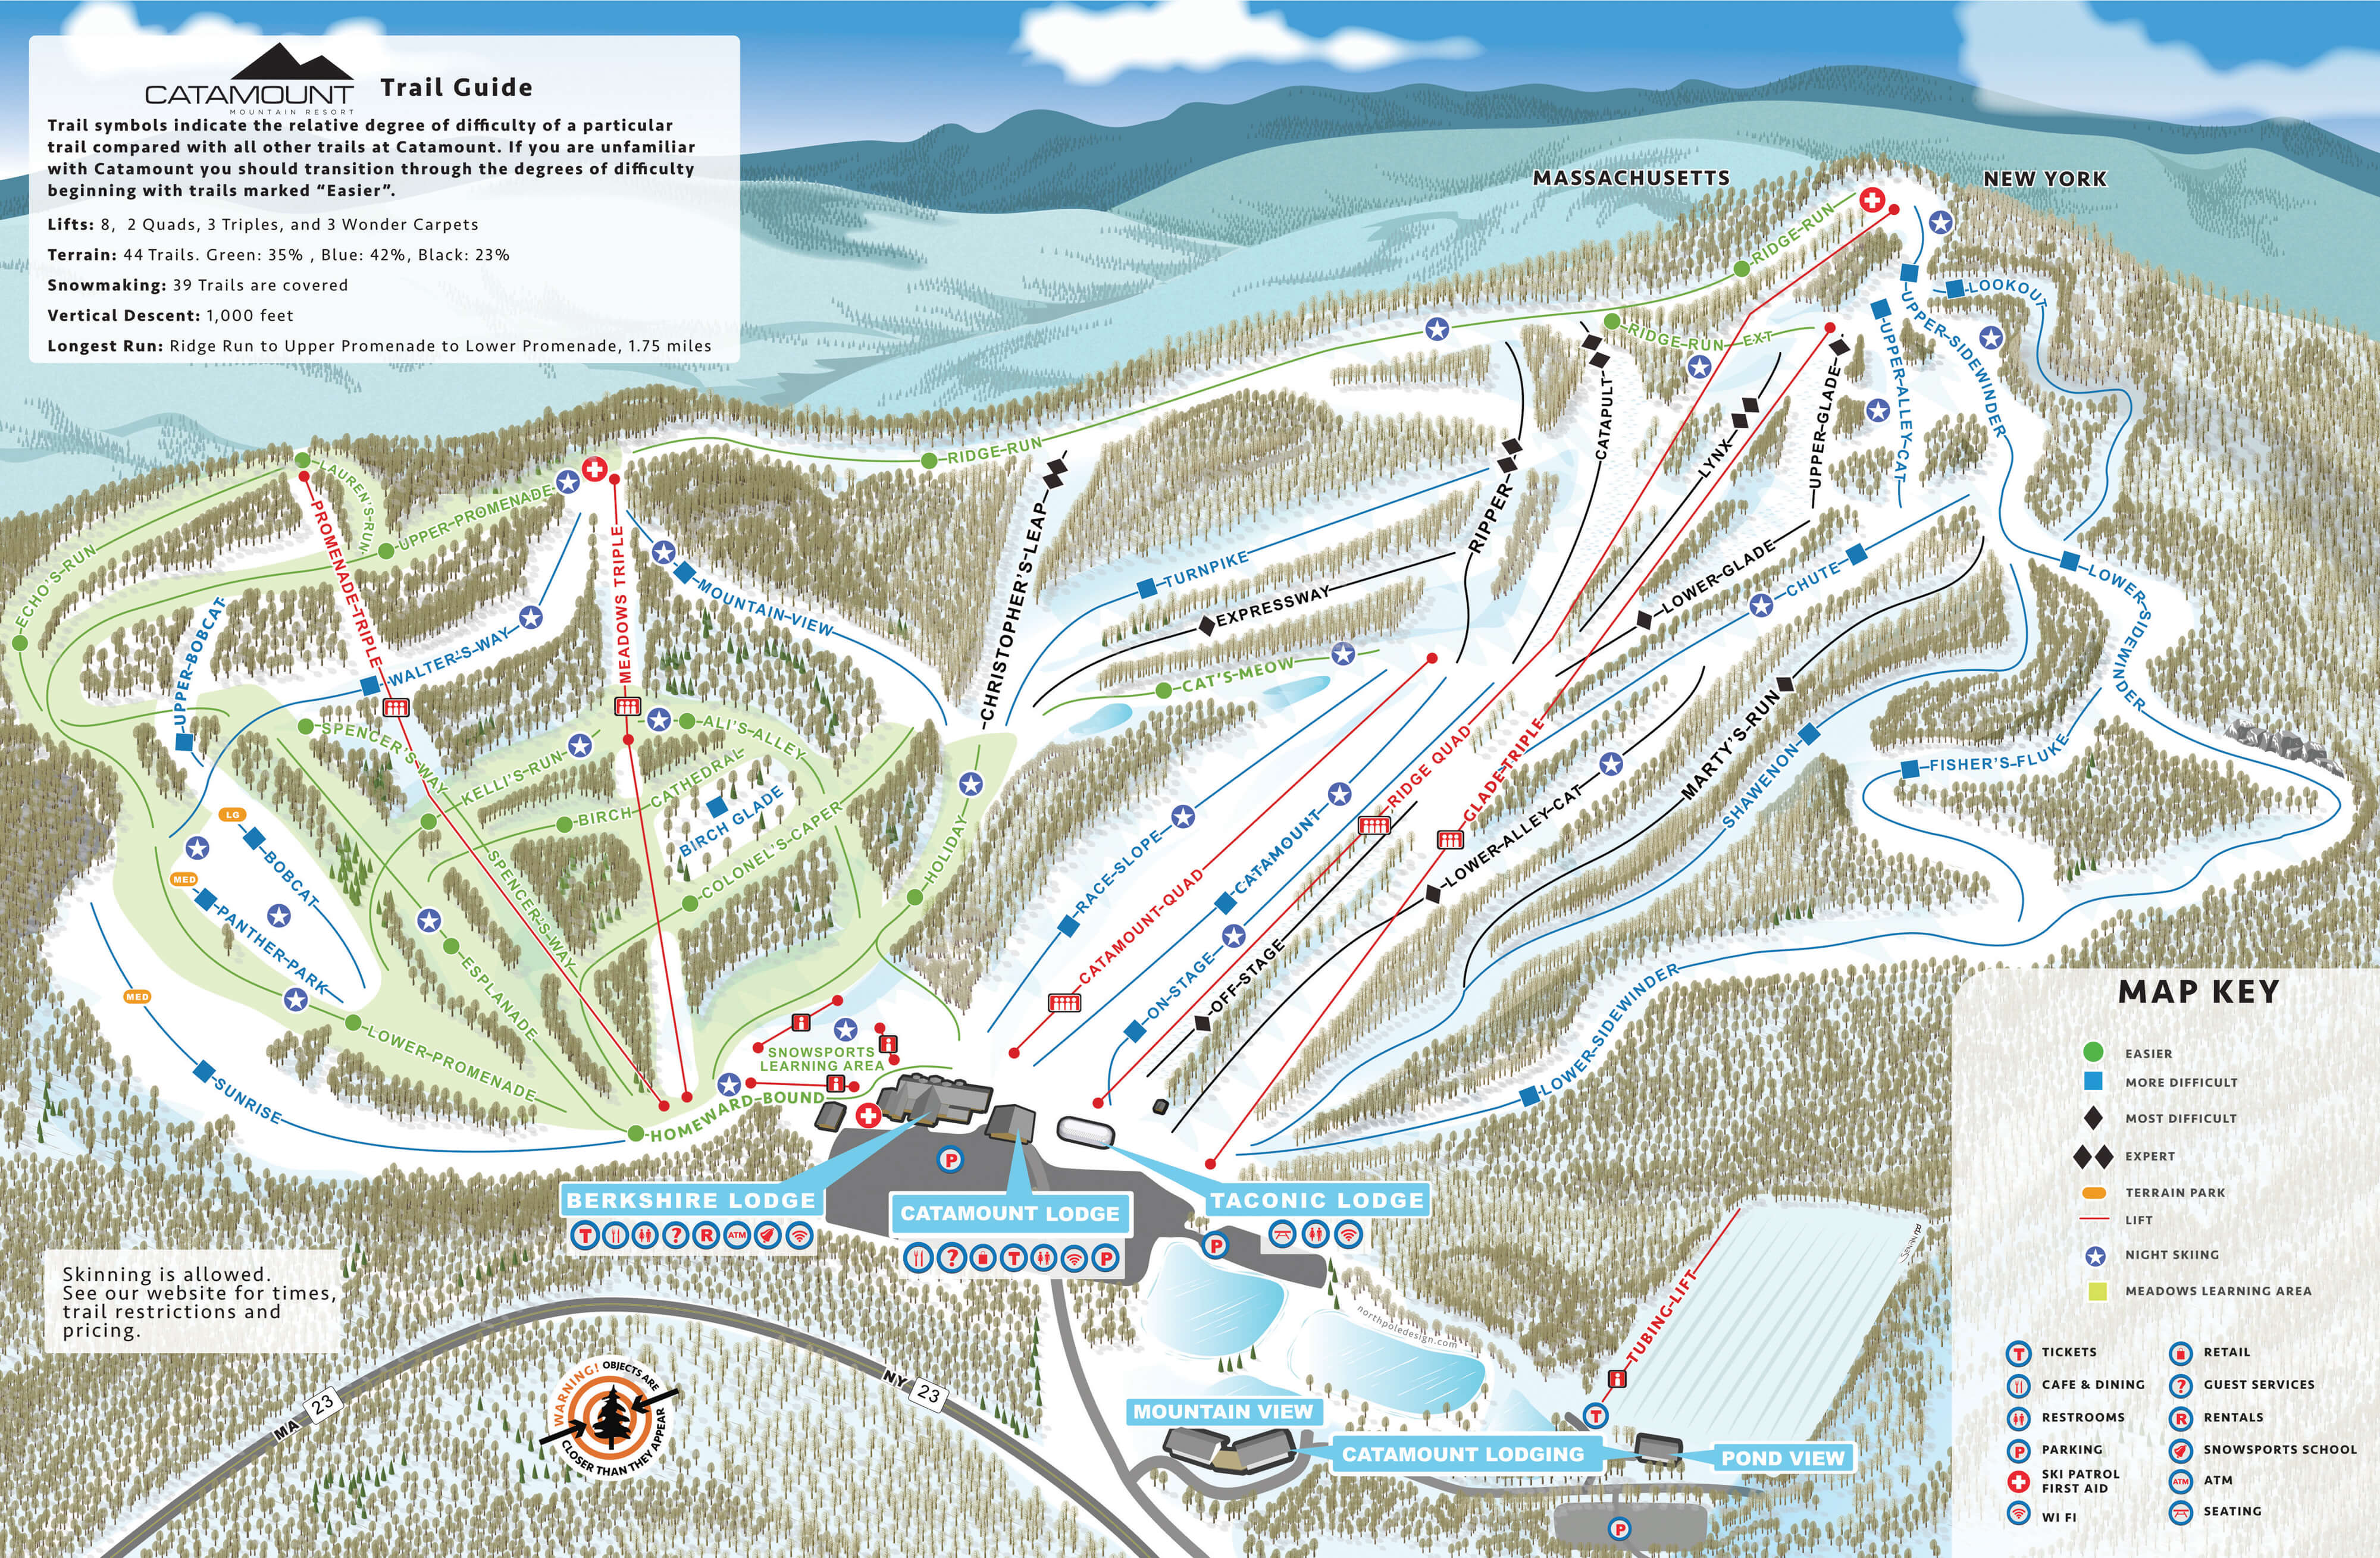 CATAMOUNT
MOUNTAIN RESORT
Trail Guide
Trail symbols indicate the relative degree of difficulty of a particular
trail compared with all other trails at Catamount. If you are unfamiliar
with Catamount you should transition through the degrees of difficulty
beginning with trails marked “Easier”.
Lifts: 8, 2 Quads, 3 Triples, and 3 Wonder Carpets
Terrain: 44 Trails. Green: 35% , Blue: 42%, Black: 23%
Snowmaking: 39 Trails are covered
Vertical Descent: 1,000 feet
Longest Run: Ridge Run to Upper Promenade to Lower Promenade, 1.75 miles
MASSACHUSETTS
NEW YORK
RIDGE-RUN
RIDGE-RUN-EXT
RIDGE-RUN
LOOKOUT
UPPER-SIDEWINDER
UPPER-ALLEY-CAT
UPPER-GLADE
LYNX
CATAPULT
RIPPER
CHRISTOPHER'S-LEAP
TURNPIKE
EXPRESSWAY
CAT'S-MEOW
LOWER-GLADE
CHUTE
LOWER-SIDEWINDER
LAUREN'S-RUN
UPPER-PROMENADE
ECHO'S-RUN
PROMENADE-TRIPLE
MEADOWS TRIPLE
MOUNTAIN-VIEW
UPPER-BOBCAT
WALTER'S-WAY
SPENCER'S-WAY
KELLI'S-RUN
ALI'S-ALLEY
BIRCH-CATHEDRAL
BIRCH GLADE
COLONEL'S-CAPER
HOLIDAY
SPENCER'S-WAY
ESPLANADE
LG
BOBCAT
MED
PANTHER-PARK
MED
LOWER-PROMENADE
SUNRISE
SNOWSPORTS
LEARNING AREA
HOMEWARD-BOUND
RACE-SLOPE
CATAMOUNT-QUAD
CATAMOUNT
RIDGE QUAD
GLADE-TRIPLE
ON-STAGE
OFF-STAGE
LOWER-ALLEY-CAT
MARTY'S-RUN
SHAWENON
FISHER'S-FLUKE
LOWER-SIDEWINDER
BERKSHIRE LODGE
T
?
R
ATM
CATAMOUNT LODGE
?
T
P
TACONIC LODGE
P
P
Skinning is allowed.
See our website for times,
trail restrictions and
pricing.
MA 23
NY 23
WARNING! OBJECTS ARE
CLOSER THAN THEY APPEAR
northpoledesign.com
TUBING-LIFT
T
MOUNTAIN VIEW
CATAMOUNT LODGING
POND VIEW
P
MAP KEY
EASIER
MORE DIFFICULT
MOST DIFFICULT
EXPERT
TERRAIN PARK
LIFT
NIGHT SKIING
MEADOWS LEARNING AREA
T TICKETS
CAFE & DINING
RESTROOMS
P PARKING
SKI PATROL
FIRST AID
WI FI
RETAIL
? GUEST SERVICES
R RENTALS
SNOWSPORTS SCHOOL
ATM ATM
SEATING